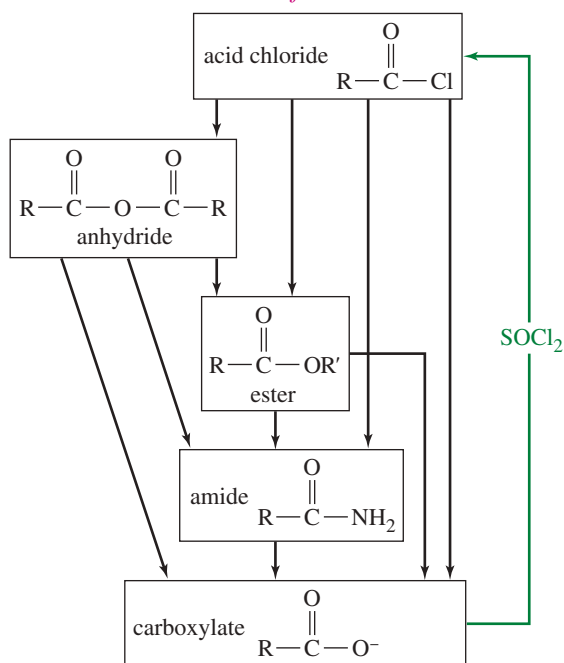 O
acid chloride
R—C—Cl
O O
R—C—O—C—R
anhydride
O
R—C—OR′
ester
SOCl₂
O
amide
R—C—NH₂
O
carboxylate
R—C—O⁻